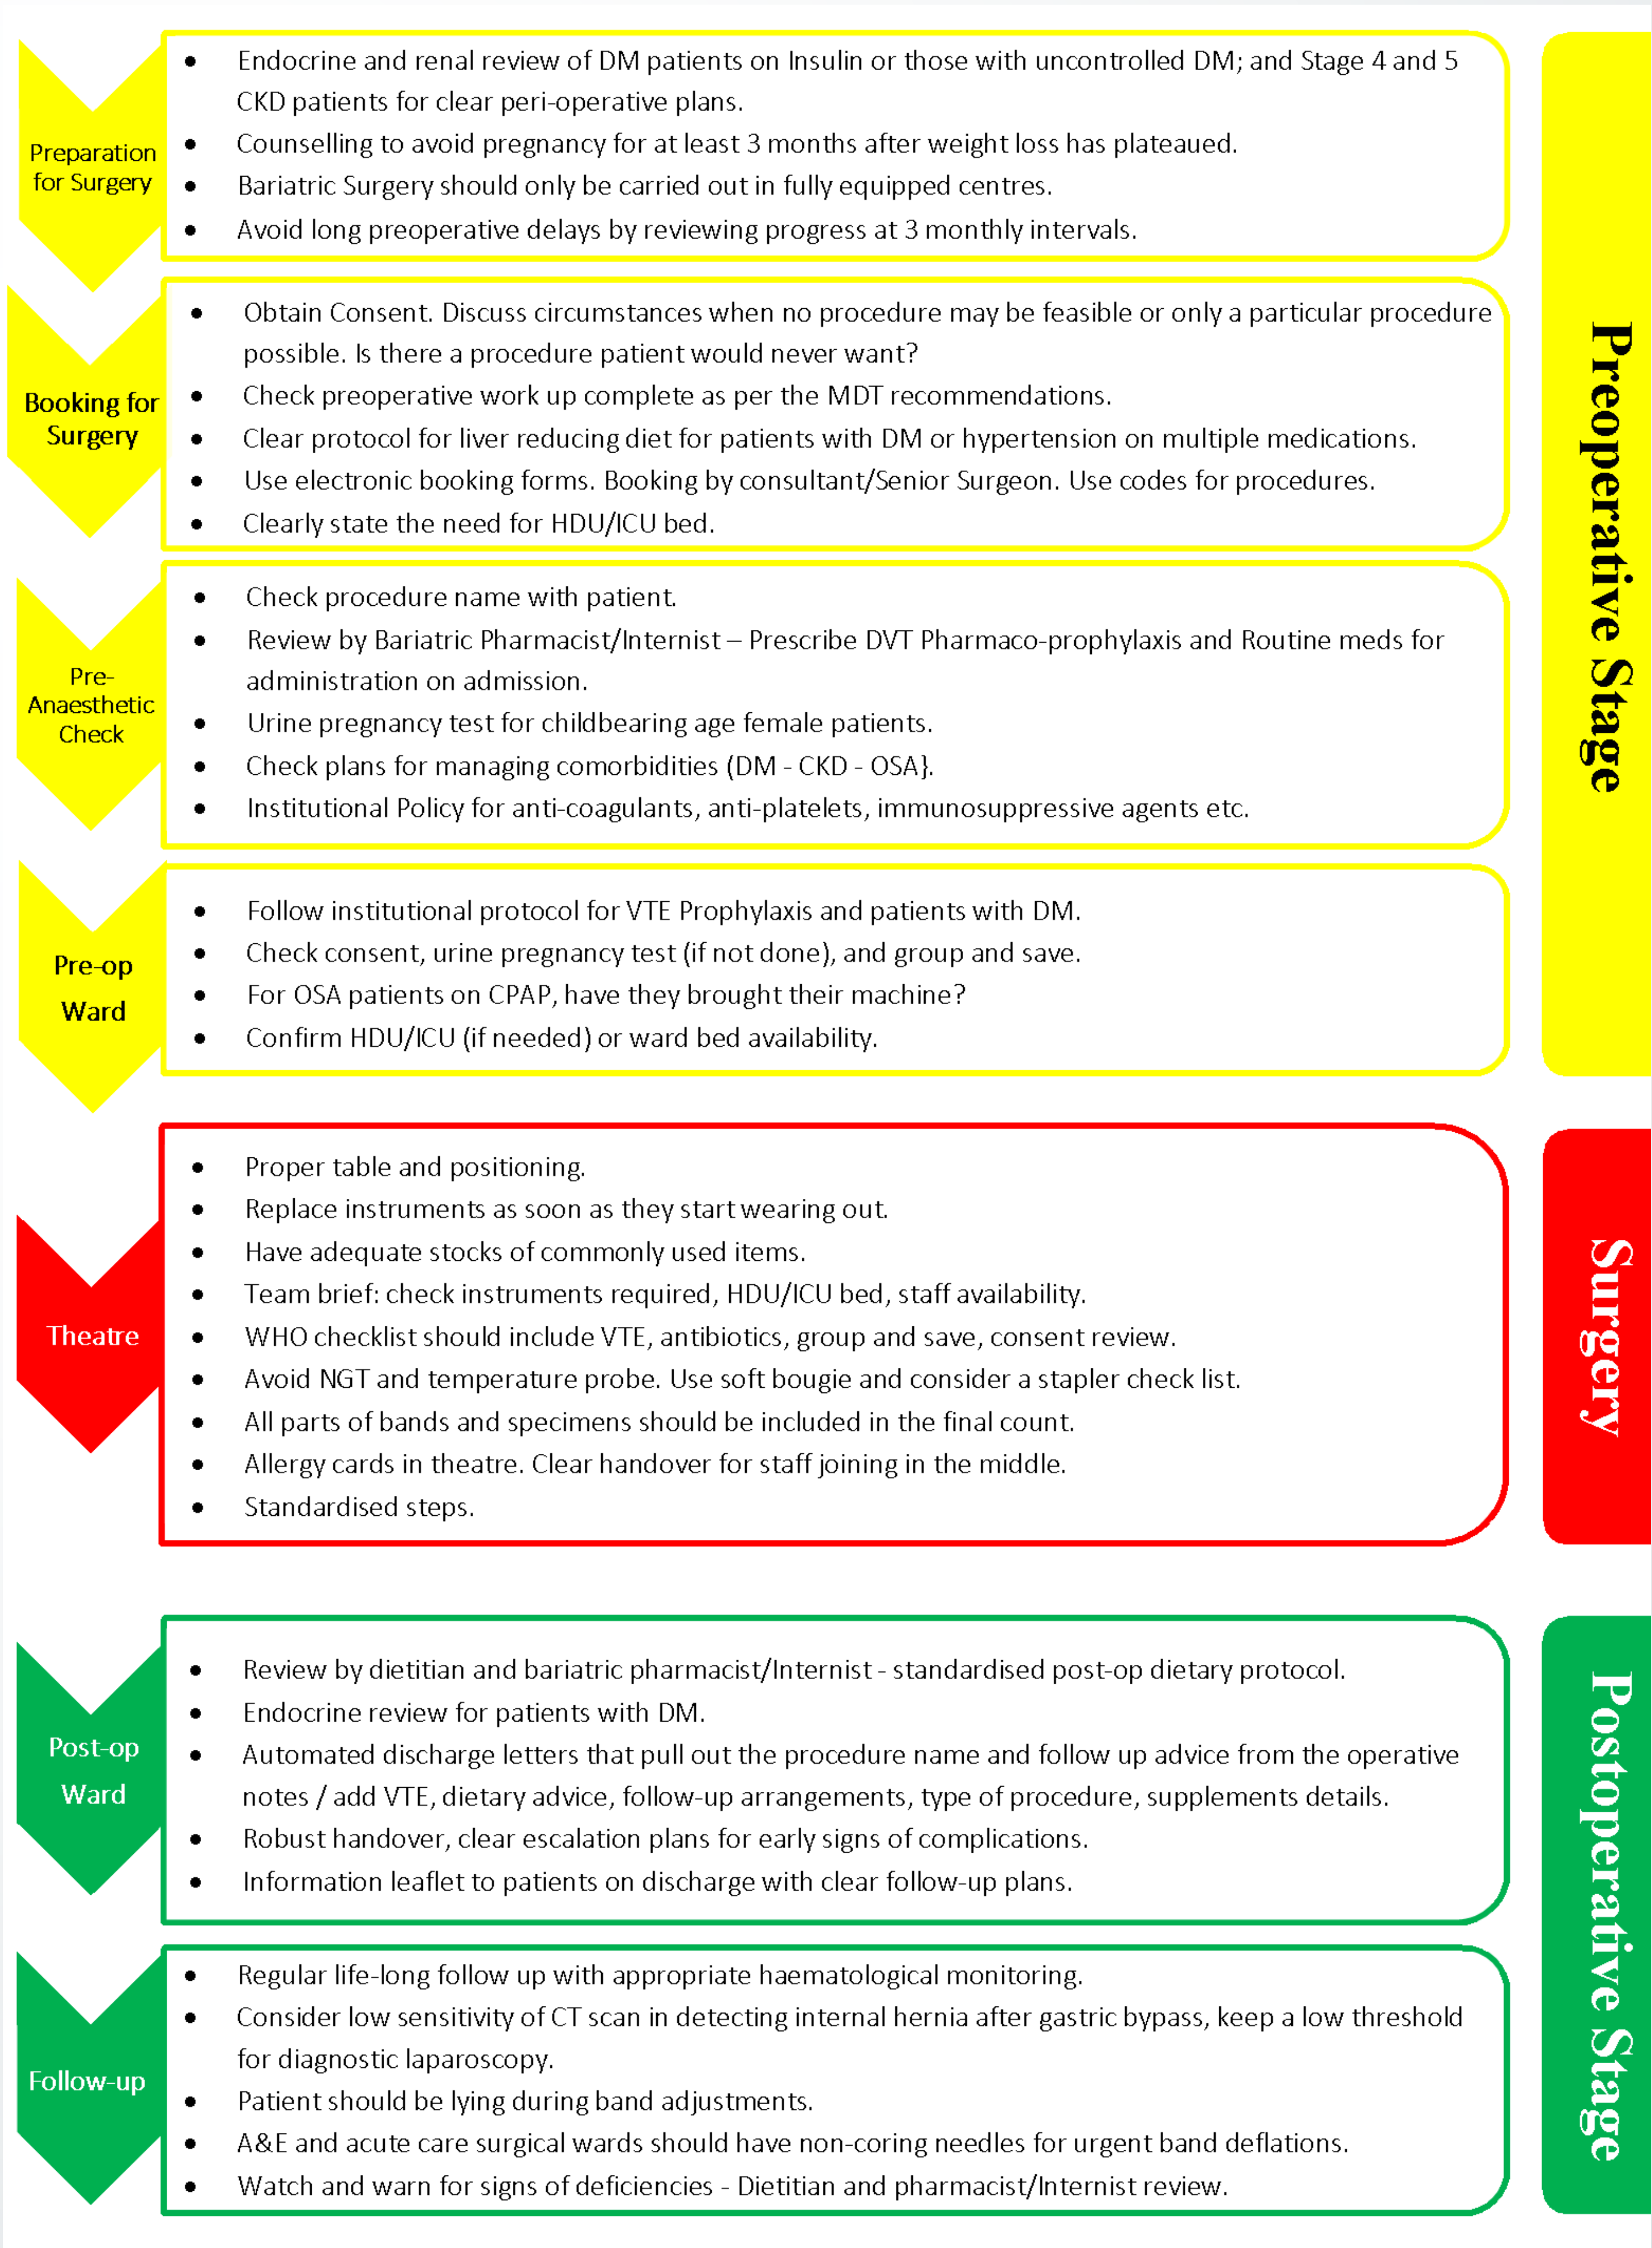 Preoperative Stage
Preparation
for Surgery
• Endocrine and renal review of DM patients on Insulin or those with uncontrolled DM; and Stage 4 and 5
CKD patients for clear peri-operative plans.
• Counselling to avoid pregnancy for at least 3 months after weight loss has plateaued.
• Bariatric Surgery should only be carried out in fully equipped centres.
• Avoid long preoperative delays by reviewing progress at 3 monthly intervals.
Booking for
Surgery
• Obtain Consent. Discuss circumstances when no procedure may be feasible or only a particular procedure
possible. Is there a procedure patient would never want?
• Check preoperative work up complete as per the MDT recommendations.
• Clear protocol for liver reducing diet for patients with DM or hypertension on multiple medications.
• Use electronic booking forms. Booking by consultant/Senior Surgeon. Use codes for procedures.
• Clearly state the need for HDU/ICU bed.
Pre-
Anaesthetic
Check
• Check procedure name with patient.
• Review by Bariatric Pharmacist/Internist – Prescribe DVT Pharmaco-prophylaxis and Routine meds for
administration on admission.
• Urine pregnancy test for childbearing age female patients.
• Check plans for managing comorbidities (DM - CKD - OSA}.
• Institutional Policy for anti-coagulants, anti-platelets, immunosuppressive agents etc.
Pre-op
Ward
• Follow institutional protocol for VTE Prophylaxis and patients with DM.
• Check consent, urine pregnancy test (if not done), and group and save.
• For OSA patients on CPAP, have they brought their machine?
• Confirm HDU/ICU (if needed) or ward bed availability.
Surgery
Theatre
• Proper table and positioning.
• Replace instruments as soon as they start wearing out.
• Have adequate stocks of commonly used items.
• Team brief: check instruments required, HDU/ICU bed, staff availability.
• WHO checklist should include VTE, antibiotics, group and save, consent review.
• Avoid NGT and temperature probe. Use soft bougie and consider a stapler check list.
• All parts of bands and specimens should be included in the final count.
• Allergy cards in theatre. Clear handover for staff joining in the middle.
• Standardised steps.
Postoperative Stage
Post-op
Ward
• Review by dietitian and bariatric pharmacist/Internist - standardised post-op dietary protocol.
• Endocrine review for patients with DM.
• Automated discharge letters that pull out the procedure name and follow up advice from the operative
notes / add VTE, dietary advice, follow-up arrangements, type of procedure, supplements details.
• Robust handover, clear escalation plans for early signs of complications.
• Information leaflet to patients on discharge with clear follow-up plans.
Follow-up
• Regular life-long follow up with appropriate haematological monitoring.
• Consider low sensitivity of CT scan in detecting internal hernia after gastric bypass, keep a low threshold
for diagnostic laparoscopy.
• Patient should be lying during band adjustments.
• A&E and acute care surgical wards should have non-coring needles for urgent band deflations.
• Watch and warn for signs of deficiencies - Dietitian and pharmacist/Internist review.